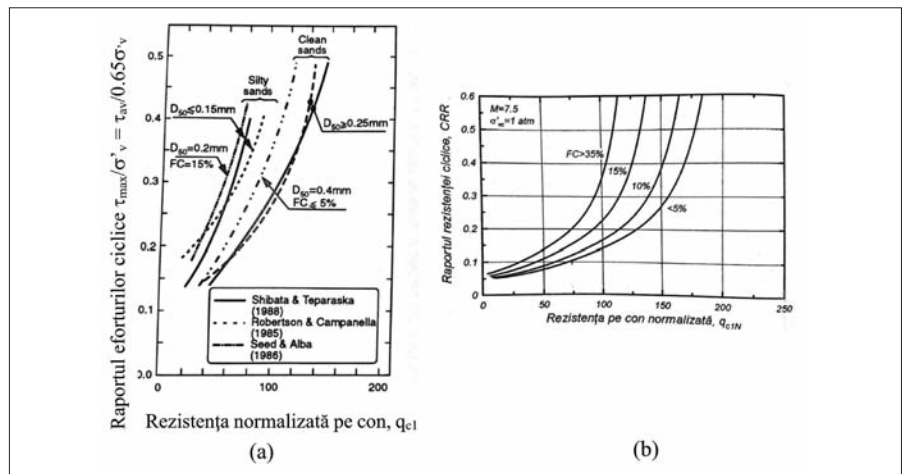 Raportul eforturilor ciclice τmax/σ'v = τav/0.65σ'v
0.5
0.4
0.3
0.2
0.1
0.0
0
100
200
Clean
sands
Silty
sands
D50≤0.15mm
D50≥0.25mm
D50=0.2mm
FC=15%
D50=0.4mm
FC≤5%
Shibata & Teparaska
(1988)
Robertson & Campanella
(1985)
Seed & Alba
(1986)
Rezistența normalizată pe con, qc1
(a)
Raportul rezistenței ciclice, CRR
0.6
0.5
0.4
0.3
0.2
0.1
0
M=7.5
=1 atm
FC>35%
15%
10%
<5%
0
50
100
150
200
250
Rezistența pe con normalizată, qc1N
(b)